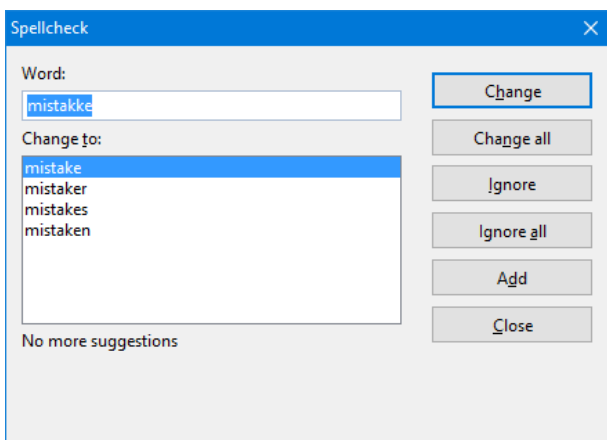 Spellcheck
Word:
mistakke
Change to:
mistake
mistaker
mistakes
mistaken
No more suggestions
Change
Change all
Ignore
Ignore all
Add
Close